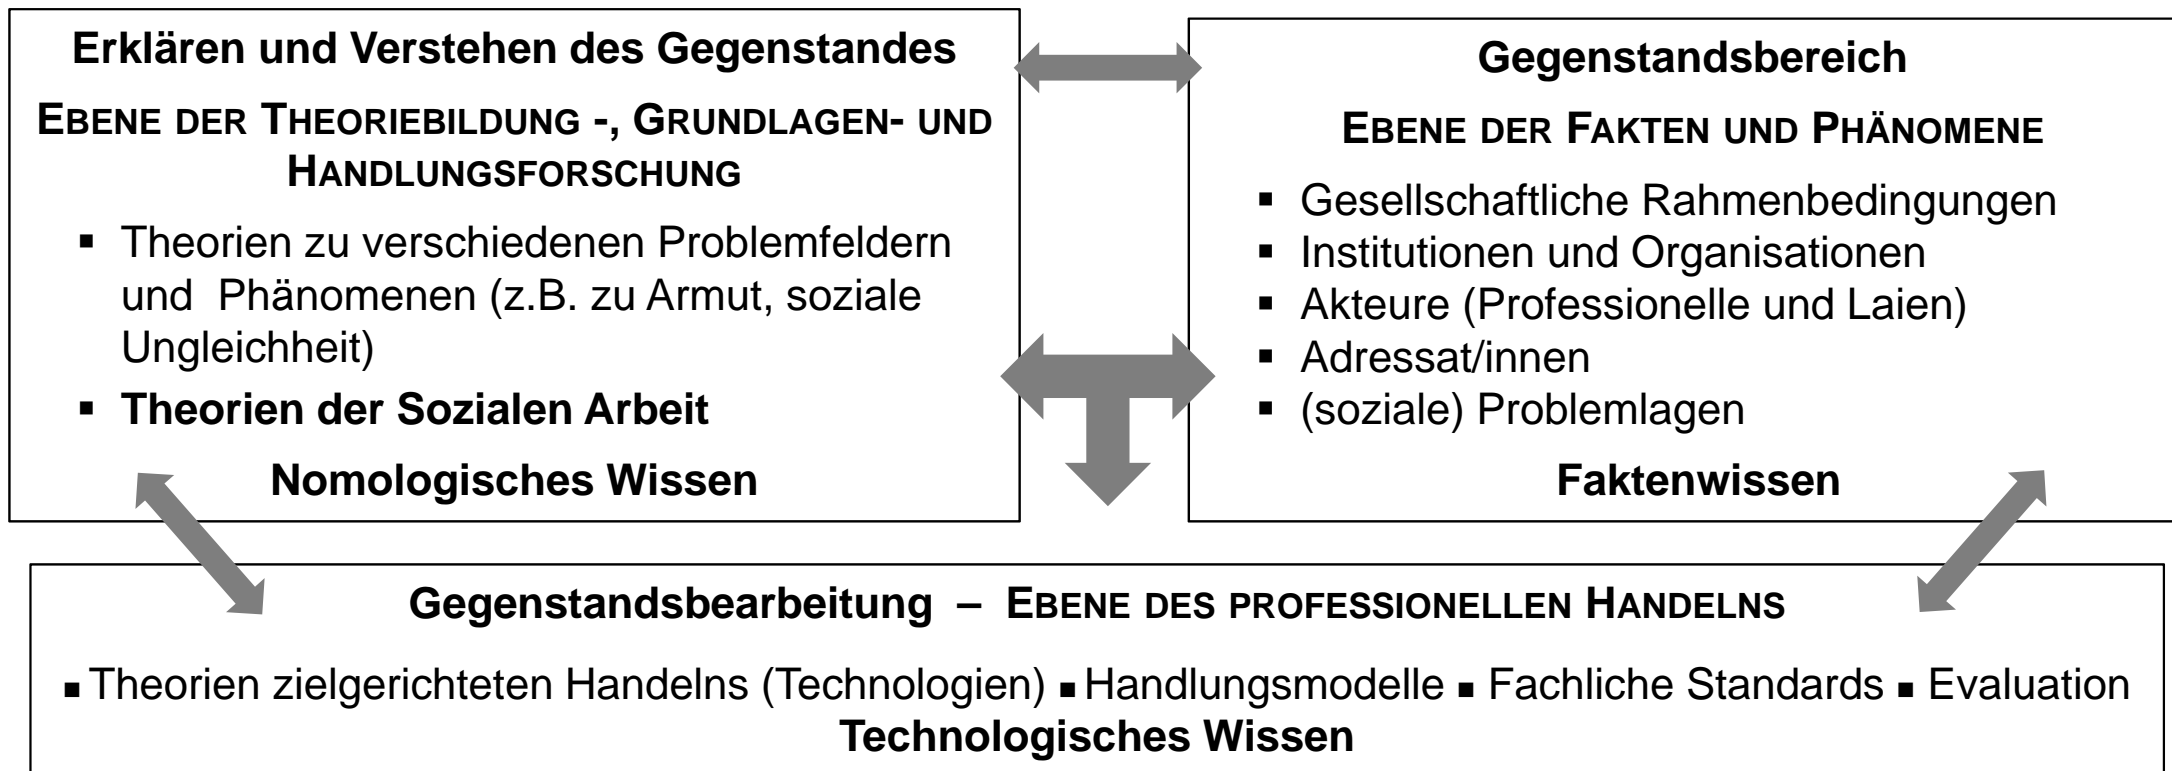 Erklären und Verstehen des Gegenstandes
EBENE DER THEORIEBILDUNG -, GRUNDLAGEN- UND
HANDLUNGSFORSCHUNG
▪ Theorien zu verschiedenen Problemfeldern
und Phänomenen (z.B. zu Armut, soziale
Ungleichheit)
▪ Theorien der Sozialen Arbeit
Nomologisches Wissen
Gegenstandsbereich
EBENE DER FAKTEN UND PHÄNOMENE
▪ Gesellschaftliche Rahmenbedingungen
▪ Institutionen und Organisationen
▪ Akteure (Professionelle und Laien)
▪ Adressat/innen
▪ (soziale) Problemlagen
Faktenwissen
Gegenstandsbearbeitung – EBENE DES PROFESSIONELLEN HANDELNS
▪ Theorien zielgerichteten Handelns (Technologien) ▪ Handlungsmodelle ▪ Fachliche Standards ▪ Evaluation
Technologisches Wissen